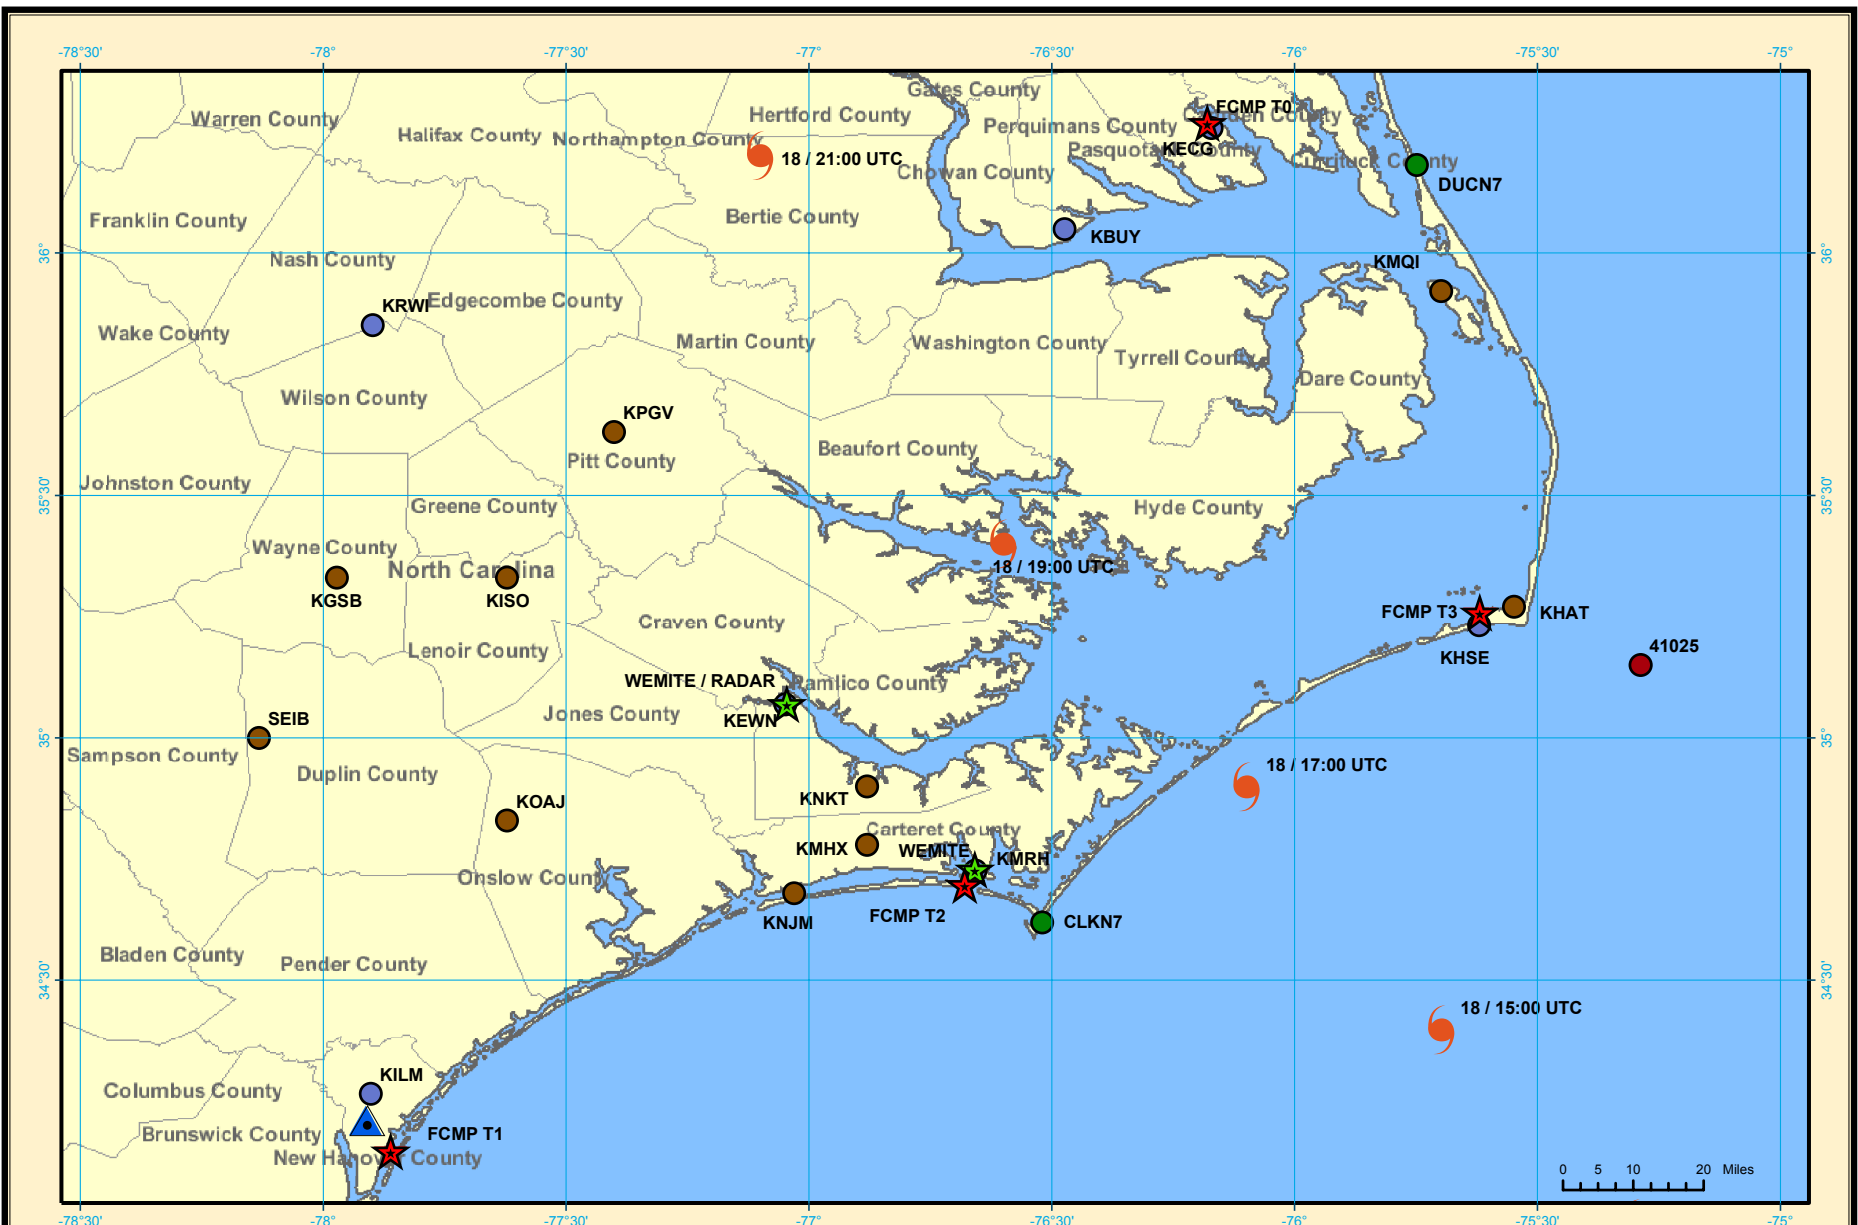 -78°30' -78° -77°30' -77° -76°30' -76° -75°30' -75°
Gates County
FCMP T0
Hertford County
Camden County
Warren County
Perquimans County
Halifax County
Northampton County
KECG
Pasquotank County
18 / 21:00 UTC
Currituck County
Chowan County
DUCN7
Bertie County
Franklin County
KBUY
36° 36°
Nash County
KMQI
Edgecombe County
KRWI
Wake County
Martin County
Washington County
Tyrrell County
Dare County
Wilson County
KPGV
Beaufort County
Pitt County
Johnston County
35°30' 35°30'
Greene County
Hyde County
Wayne County
18 / 19:00 UTC
North Carolina
KGSB
KISO
FCMP T3
KHAT
Craven County
41025
Lenoir County
KHSE
WEMITE / RADAR
Pamlico County
Jones County
SEIB
KEWN
35° 35°
Sampson County
18 / 17:00 UTC
Duplin County
KNKT
KOAJ
Carteret County
KMHX
WEMITE
KMRH
Onslow County
FCMP T2
KNJM
CLKN7
Bladen County
Pender County
34°30' 34°30'
18 / 15:00 UTC
KILM
Columbus County
Brunswick County
FCMP T1
New Hanover County
0 5 10 20 Miles
-78°30' -78° -77°30' -77° -76°30' -76° -75°30' -75°